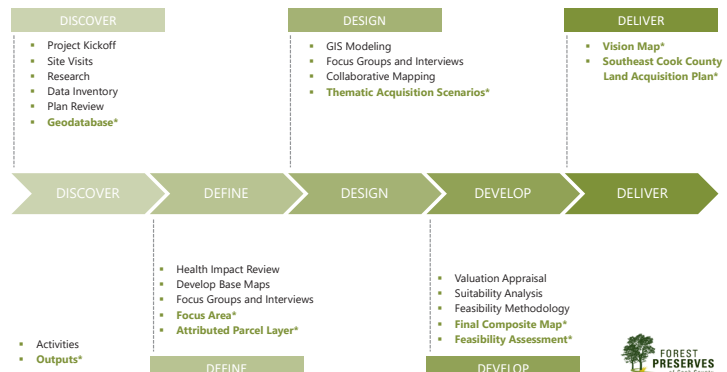 DISCOVER
DESIGN
DELIVER
Project Kickoff
Site Visits
Research
Data Inventory
Plan Review
Geodatabase*
GIS Modeling
Focus Groups and Interviews
Collaborative Mapping
Thematic Acquisition Scenarios*
Vision Map*
Southeast Cook County
Land Acquisition Plan*
DISCOVER
DEFINE
DESIGN
DEVELOP
DELIVER
Health Impact Review
Develop Base Maps
Focus Groups and Interviews
Focus Area*
Attributed Parcel Layer*
Valuation Appraisal
Suitability Analysis
Feasibility Methodology
Final Composite Map*
Feasibility Assessment*
Activities
Outputs*
DEFINE
DEVELOP
FOREST
PRESERVES
of Cook County